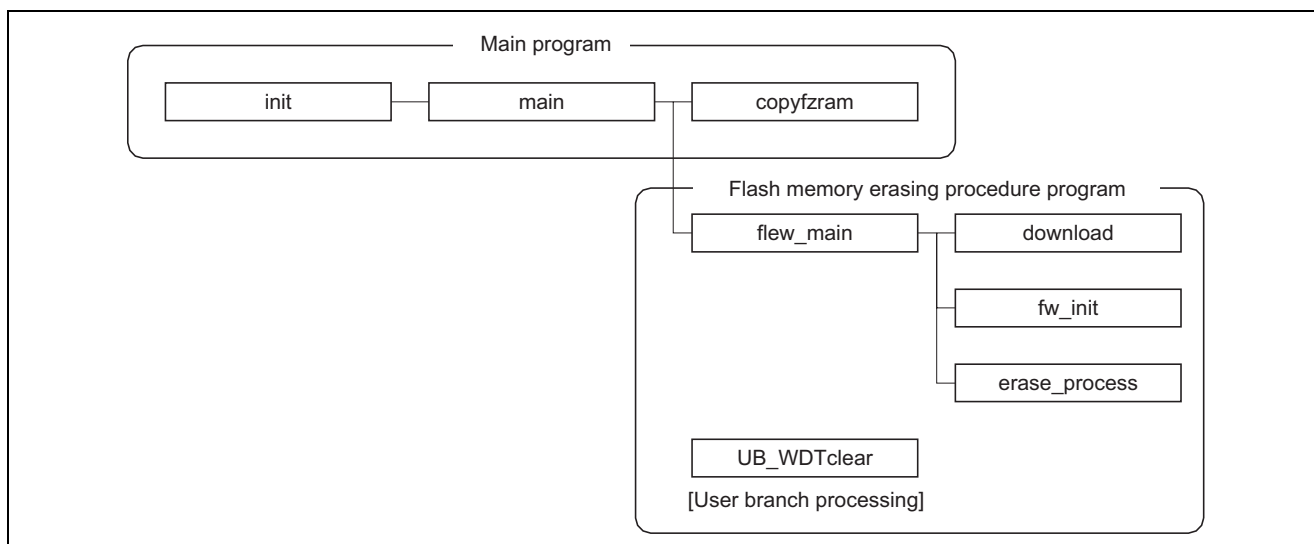 Main program
init
main
copyfzram
Flash memory erasing procedure program
flew_main
download
fw_init
erase_process
UB_WDTclear
[User branch processing]